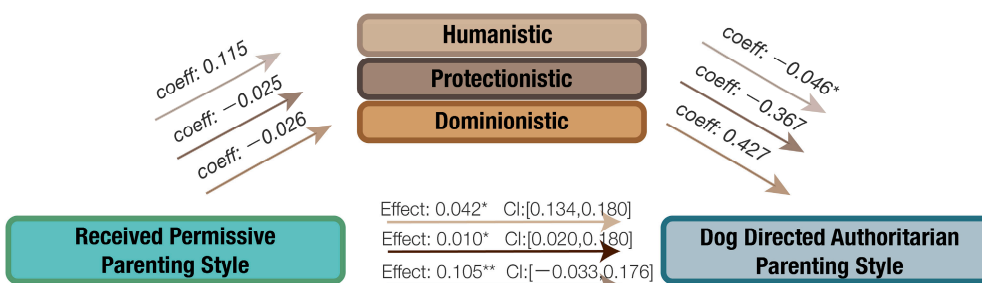 Humanistic
Protectionistic
Dominionistic
coeff: 0.115
coeff: −0.025
coeff: −0.026
coeff: −0.046*
coeff: −0.367
coeff: 0.427
Received Permissive
Parenting Style
Effect: 0.042* CI:[0.134,0.180]
Effect: 0.010* CI:[0.020,0.180]
Effect: 0.105** CI:[−0.033,0.176]
Dog Directed Authoritarian
Parenting Style